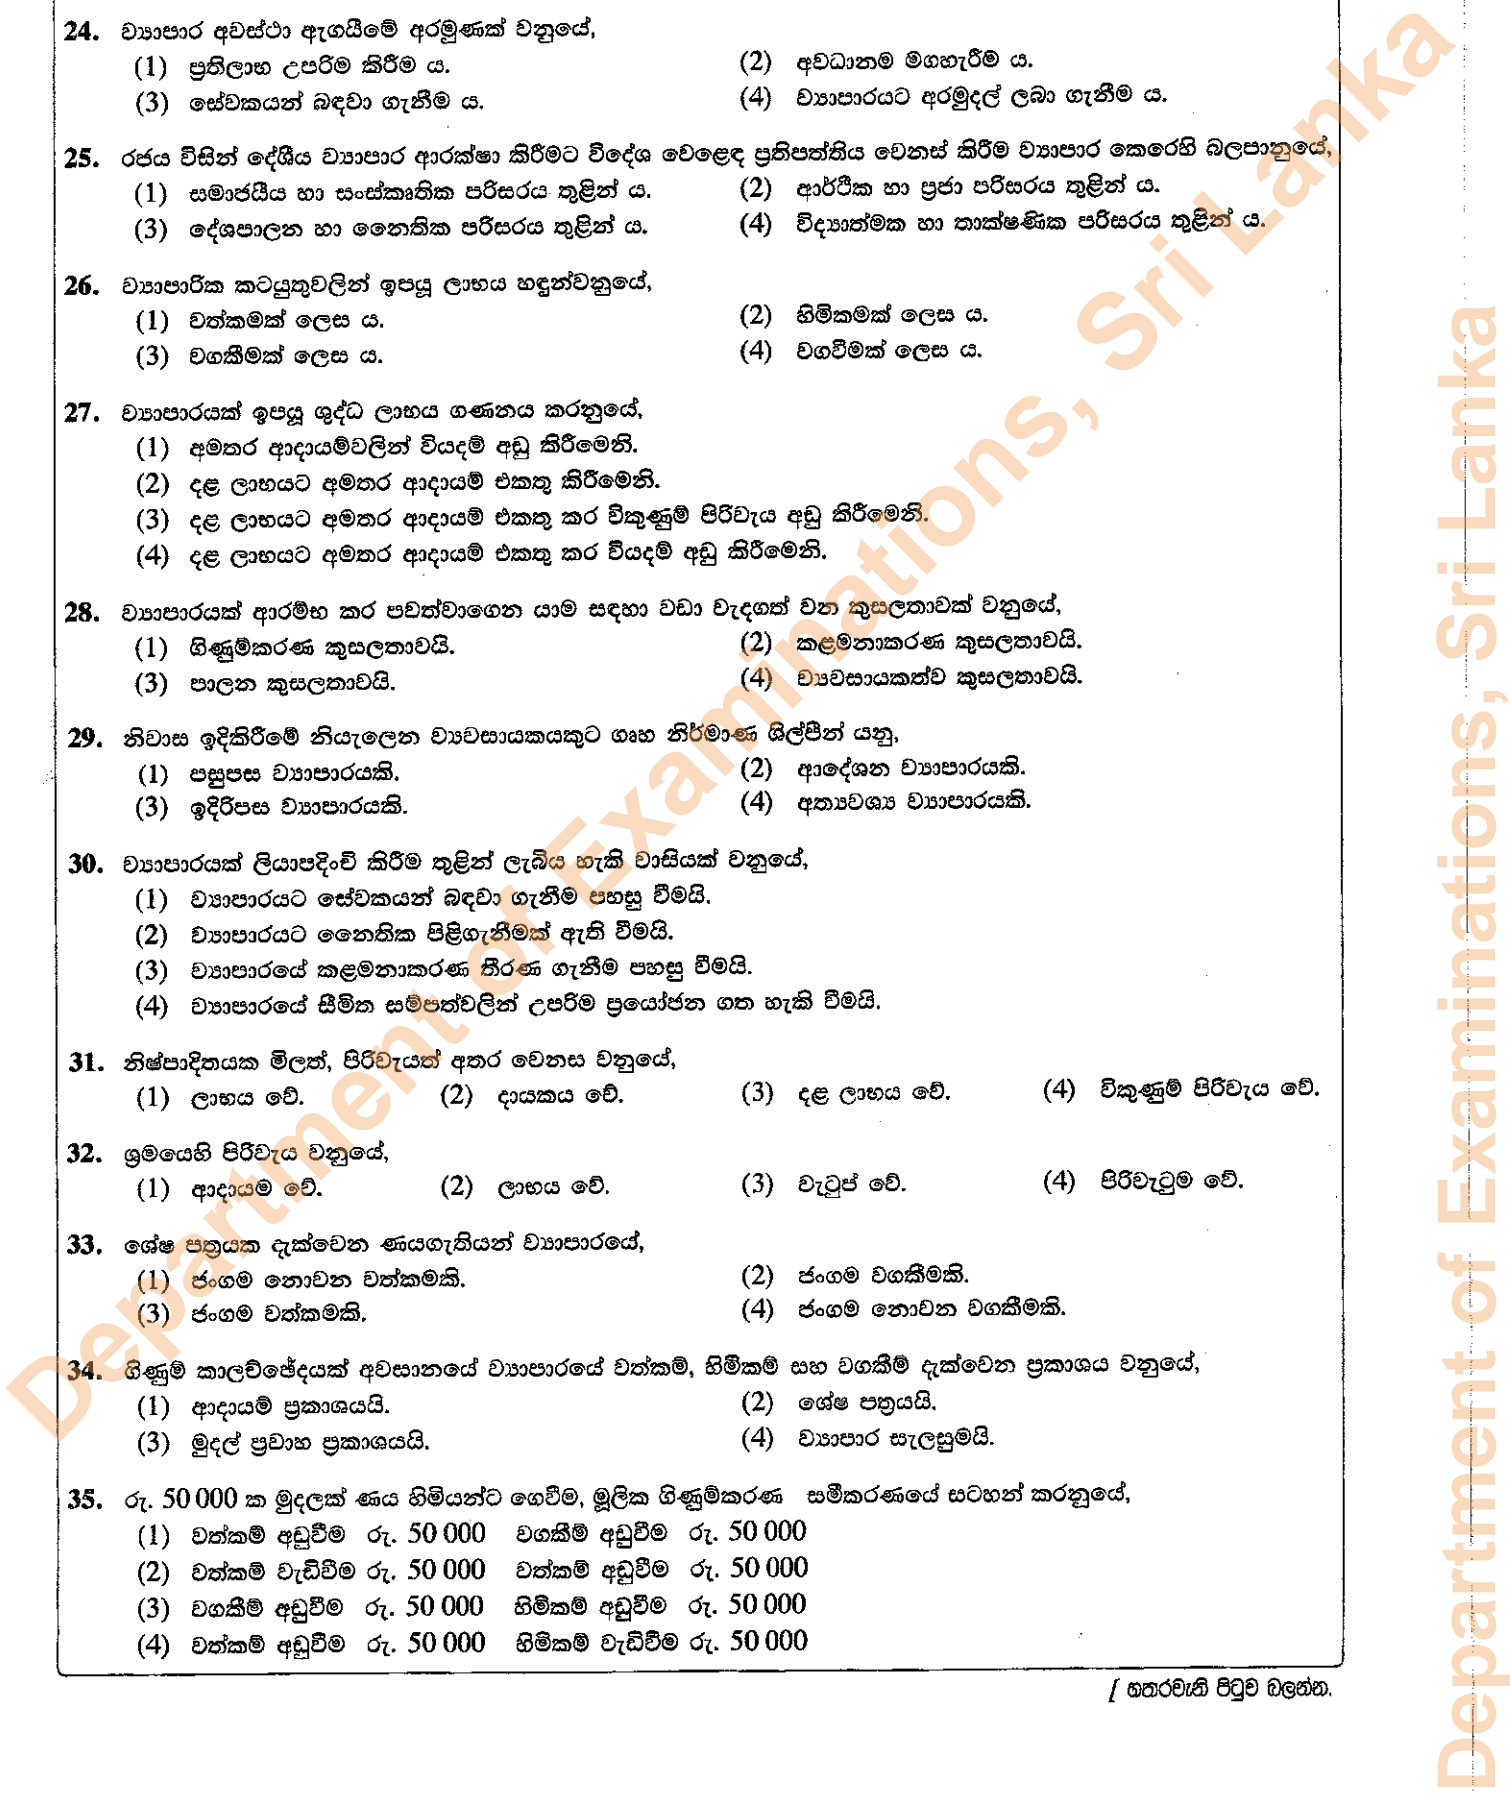 24. ව්‍යාපාර අවස්ථා ඇගයීමේ අරමුණක් වනුයේ,
(1) ප්‍රතිලාභ උපරිම කිරීම ය. (2) අවධානම මගහැරීම ය.
(3) සේවකයන් බඳවා ගැනීම ය. (4) ව්‍යාපාරයට අරමුදල් ලබා ගැනීම ය.
25. රජය විසින් දේශීය ව්‍යාපාර ආරක්ෂා කිරීමට විදේශ වෙළෙඳ ප්‍රතිපත්තිය වෙනස් කිරීම ව්‍යාපාර කෙරෙහි බලපානුයේ,
(1) සමාජයීය හා සංස්කෘතික පරිසරය තුළින් ය. (2) ආර්ථික හා ප්‍රජා පරිසරය තුළින් ය.
(3) දේශපාලන හා නෛතික පරිසරය තුළින් ය. (4) විද්‍යාත්මක හා තාක්ෂණික පරිසරය තුළින් ය.
26. ව්‍යාපාරික කටයුතුවලින් ඉපයූ ලාභය හඳුන්වනුයේ,
(1) වත්කමක් ලෙස ය. (2) හිමිකමක් ලෙස ය.
(3) වගකීමක් ලෙස ය. (4) වගවීමක් ලෙස ය.
27. ව්‍යාපාරයක් ඉපයූ ශුද්ධ ලාභය ගණනය කරනුයේ,
(1) අමතර ආදායම්වලින් වියදම් අඩු කිරීමෙනි.
(2) දළ ලාභයට අමතර ආදායම් එකතු කිරීමෙනි.
(3) දළ ලාභයට අමතර ආදායම් එකතු කර විකුණුම් පිරිවැය අඩු කිරීමෙනි.
(4) දළ ලාභයට අමතර ආදායම් එකතු කර වියදම් අඩු කිරීමෙනි.
28. ව්‍යාපාරයක් ආරම්භ කර පවත්වාගෙන යාම සඳහා වඩා වැදගත් වන කුසලතාවක් වනුයේ,
(1) ගිණුම්කරණ කුසලතාවයි. (2) කළමනාකරණ කුසලතාවයි.
(3) පාලන කුසලතාවයි. (4) ව්‍යවසායකත්ව කුසලතාවයි.
29. නිවාස ඉදිකිරීමේ නියැලෙන ව්‍යවසායකයකුට ගෘහ නිර්මාණ ශිල්පීන් යනු,
(1) පසුපස ව්‍යාපාරයකි. (2) ආදේශන ව්‍යාපාරයකි.
(3) ඉදිරිපස ව්‍යාපාරයකි. (4) අත්‍යවශ්‍ය ව්‍යාපාරයකි.
30. ව්‍යාපාරයක් ලියාපදිංචි කිරීම තුළින් ලැබිය හැකි වාසියක් වනුයේ,
(1) ව්‍යාපාරයට සේවකයන් බඳවා ගැනීම පහසු වීමයි.
(2) ව්‍යාපාරයට නෛතික පිළිගැනීමක් ඇති වීමයි.
(3) ව්‍යාපාරයේ කළමනාකරණ තීරණ ගැනීම පහසු වීමයි.
(4) ව්‍යාපාරයේ සීමිත සම්පත්වලින් උපරිම ප්‍රයෝජන ගත හැකි වීමයි.
31. නිෂ්පාදිතයක මිලත්, පිරිවැයත් අතර වෙනස වනුයේ,
(1) ලාභය වේ. (2) දායකය වේ. (3) දළ ලාභය වේ. (4) විකුණුම් පිරිවැය වේ.
32. ශ්‍රමයෙහි පිරිවැය වනුයේ,
(1) ආදායම වේ. (2) ලාභය වේ. (3) වැටුප් වේ. (4) පිරිවැටුම වේ.
33. ශේෂ පත්‍රයක දැක්වෙන ණයගැතියන් ව්‍යාපාරයේ,
(1) ජංගම නොවන වත්කමකි. (2) ජංගම වගකීමකි.
(3) ජංගම වත්කමකි. (4) ජංගම නොවන වගකීමකි.
34. ගිණුම් කාලච්ඡේදයක් අවසානයේ ව්‍යාපාරයේ වත්කම්, හිමිකම් සහ වගකීම් දැක්වෙන ප්‍රකාශය වනුයේ,
(1) ආදායම් ප්‍රකාශයයි. (2) ශේෂ පත්‍රයයි.
(3) මුදල් ප්‍රවාහ ප්‍රකාශයයි. (4) ව්‍යාපාර සැලසුමයි.
35. රු. 50 000 ක මුදලක් ණය හිමියන්ට ගෙවීම, මූලික ගිණුම්කරණ සමීකරණයේ සටහන් කරනුයේ,
(1) වත්කම් අඩුවීම රු. 50 000 වගකීම් අඩුවීම රු. 50 000
(2) වත්කම් වැඩිවීම රු. 50 000 වත්කම් අඩුවීම රු. 50 000
(3) වගකීම් අඩුවීම රු. 50 000 හිමිකම් අඩුවීම රු. 50 000
(4) වත්කම් අඩුවීම රු. 50 000 හිමිකම් වැඩිවීම රු. 50 000
[ හතරවැනි පිටුව බලන්න.
Department of Examinations, Sri Lanka
Department of Examinations, Sri Lanka